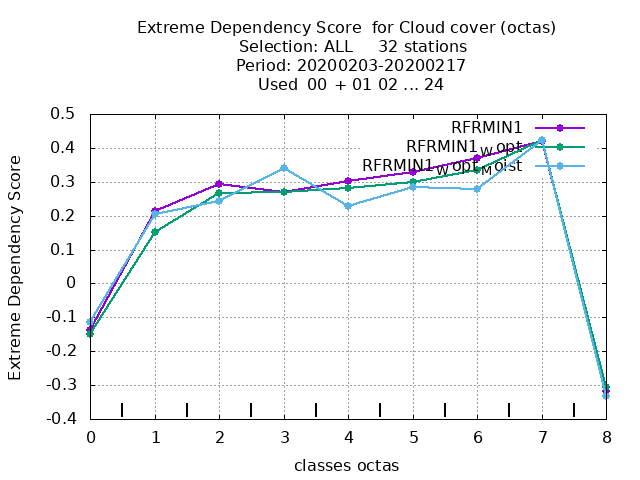 Extreme Dependency Score for Cloud cover (octas)
Selection: ALL 32 stations
Period: 20200203-20200217
Used 00 + 01 02 ... 24
Extreme Dependency Score
0.5
0.4
0.3
0.2
0.1
0
-0.1
-0.2
-0.3
-0.4
RFRMIN1
RFRMIN1Wopt
RFRMIN1WoptMoist
0 1 2 3 4 5 6 7 8
classes octas